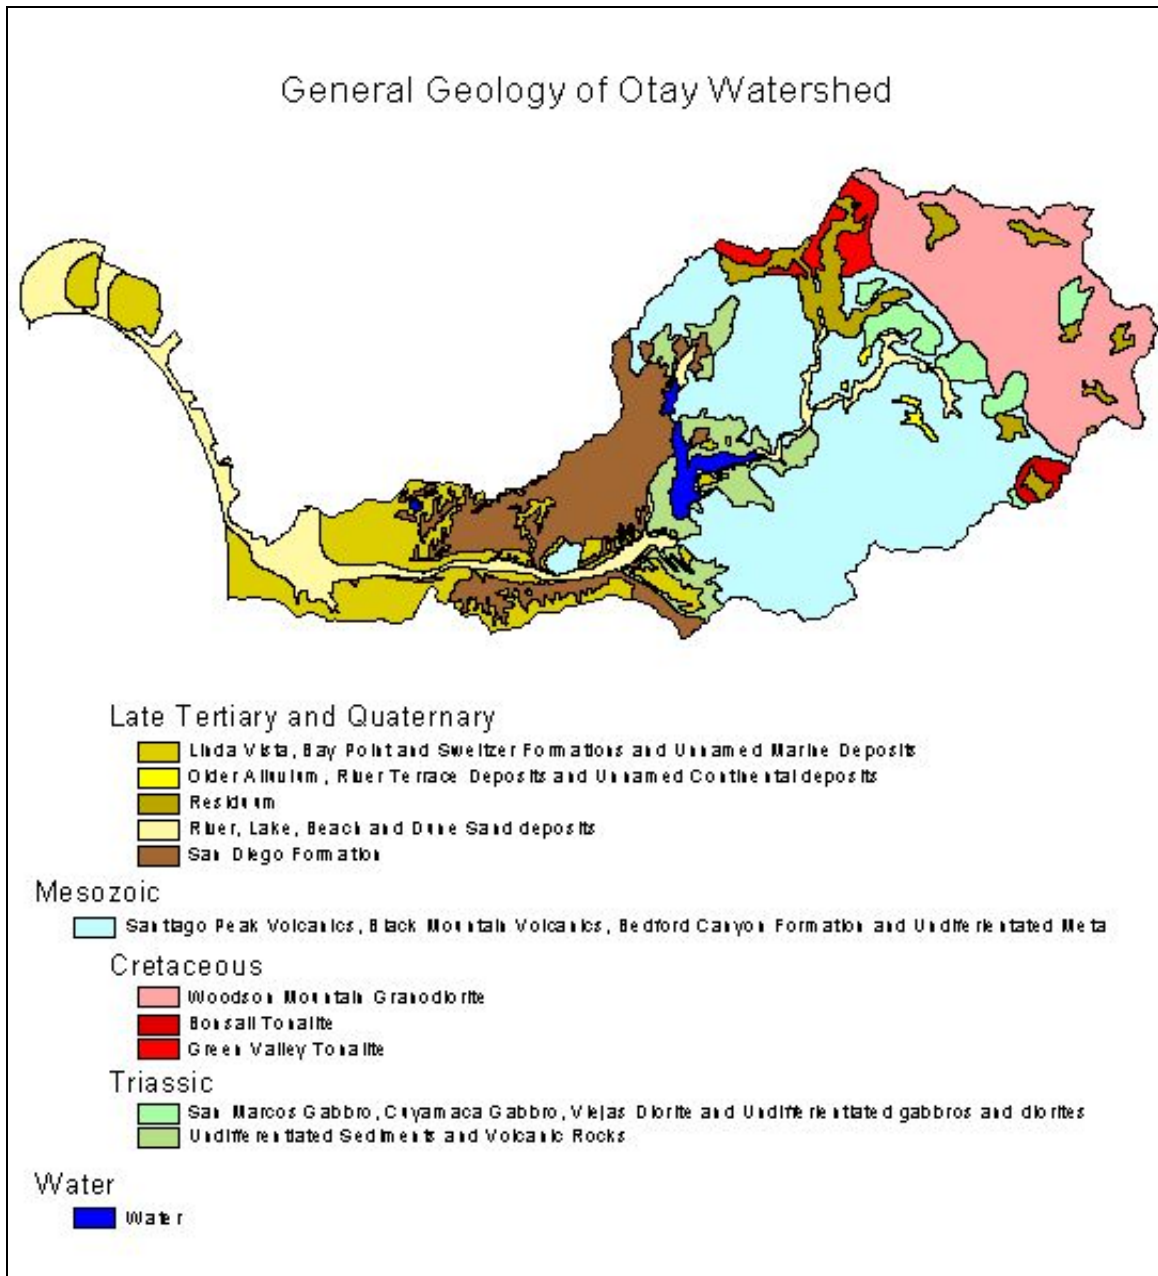 General Geology of Otay Watershed
Late Tertiary and Quaternary
Linda Vista, Bay Point and Sweitzer Formations and Unnamed Marine Deposits
Older Alluvium, River Terrace Deposits and Unnamed Continental deposits
Residuum
River, Lake, Beach and Dune Sand deposits
San Diego Formation
Mesozoic
Santiago Peak Volcanics, Black Mountain Volcanics, Bedford Canyon Formation and Undifferientated Meta
Cretaceous
Woodson Mountain Granodiorite
Bonsall Tonalite
Green Valley Tonalite
Triassic
San Marcos Gabbro, Cuyamaca Gabbro, Viejas Diorite and Undifferientiated gabbros and diorites
Undifferentiated Sediments and Volcanic Rocks
Water
Water